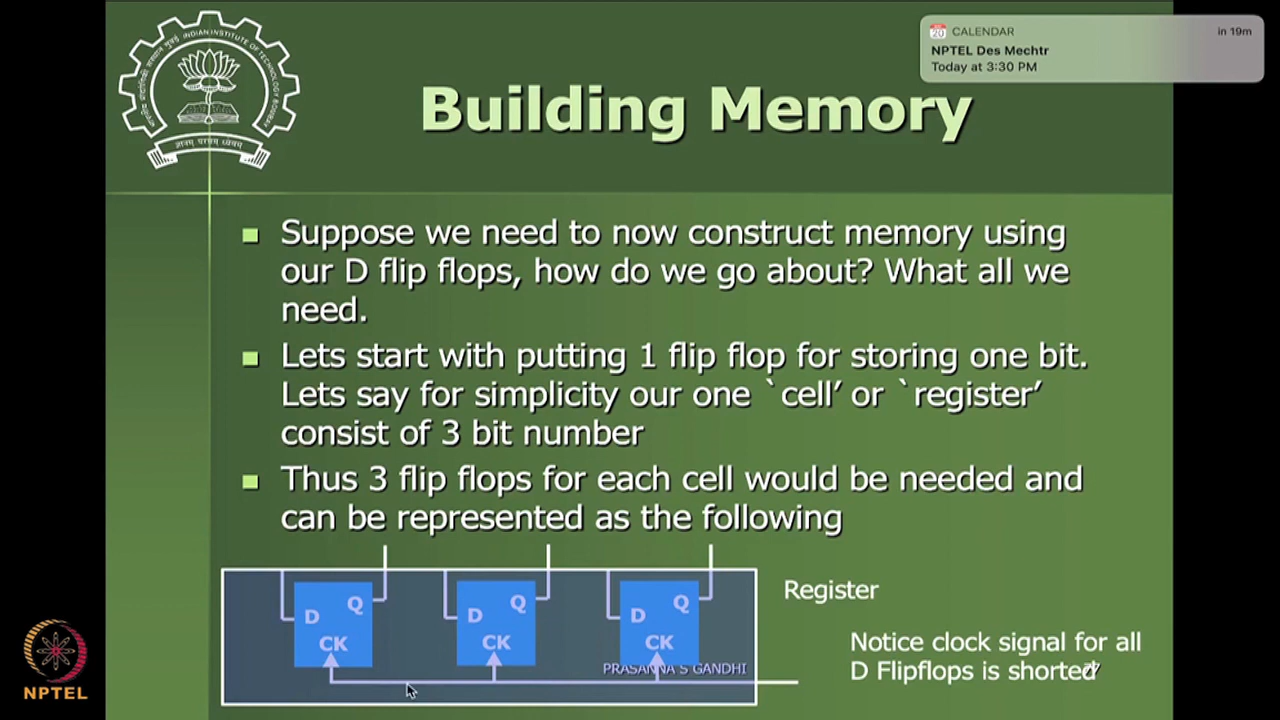 CALENDAR
in 19m
NPTEL Des Mechtr
Today at 3:30 PM
Building Memory
Suppose we need to now construct memory using
our D flip flops, how do we go about? What all we
need.
Lets start with putting 1 flip flop for storing one bit.
Lets say for simplicity our one `cell’ or `register’
consist of 3 bit number
Thus 3 flip flops for each cell would be needed and
can be represented as the following
D Q CK
D Q CK
D Q CK
PRASANNA S GANDHI
Register
Notice clock signal for all
D Flipflops is shorted
NPTEL